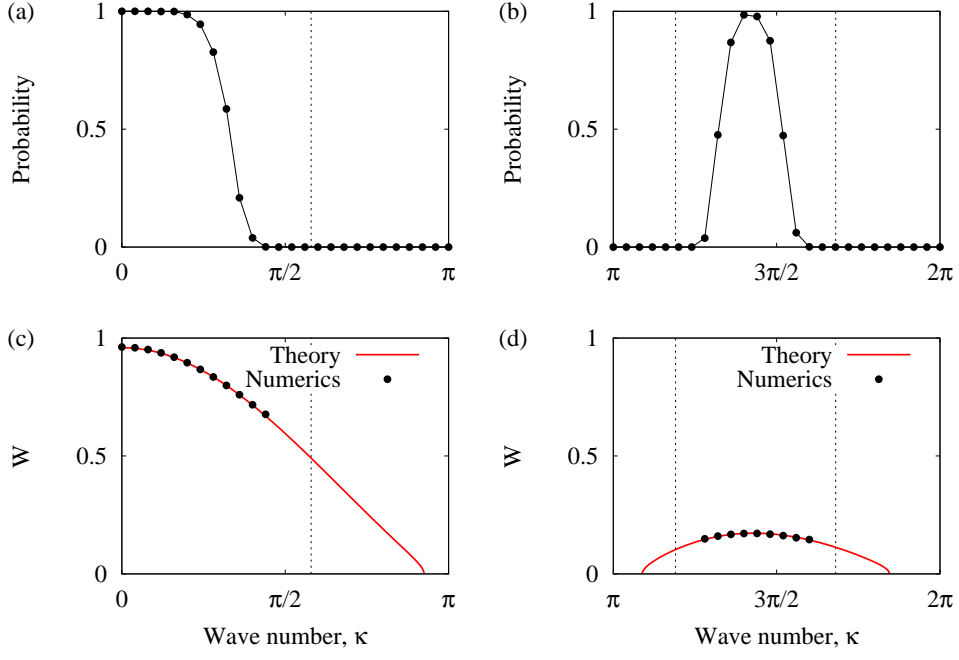 (a)
1
0.5
0
Probability
0
π/2
π
(b)
1
0.5
0
Probability
π
3π/2
2π
(c)
1
0.5
0
W
Theory
Numerics
0
π/2
π
Wave number, κ
(d)
1
0.5
0
W
Theory
Numerics
π
3π/2
2π
Wave number, κ